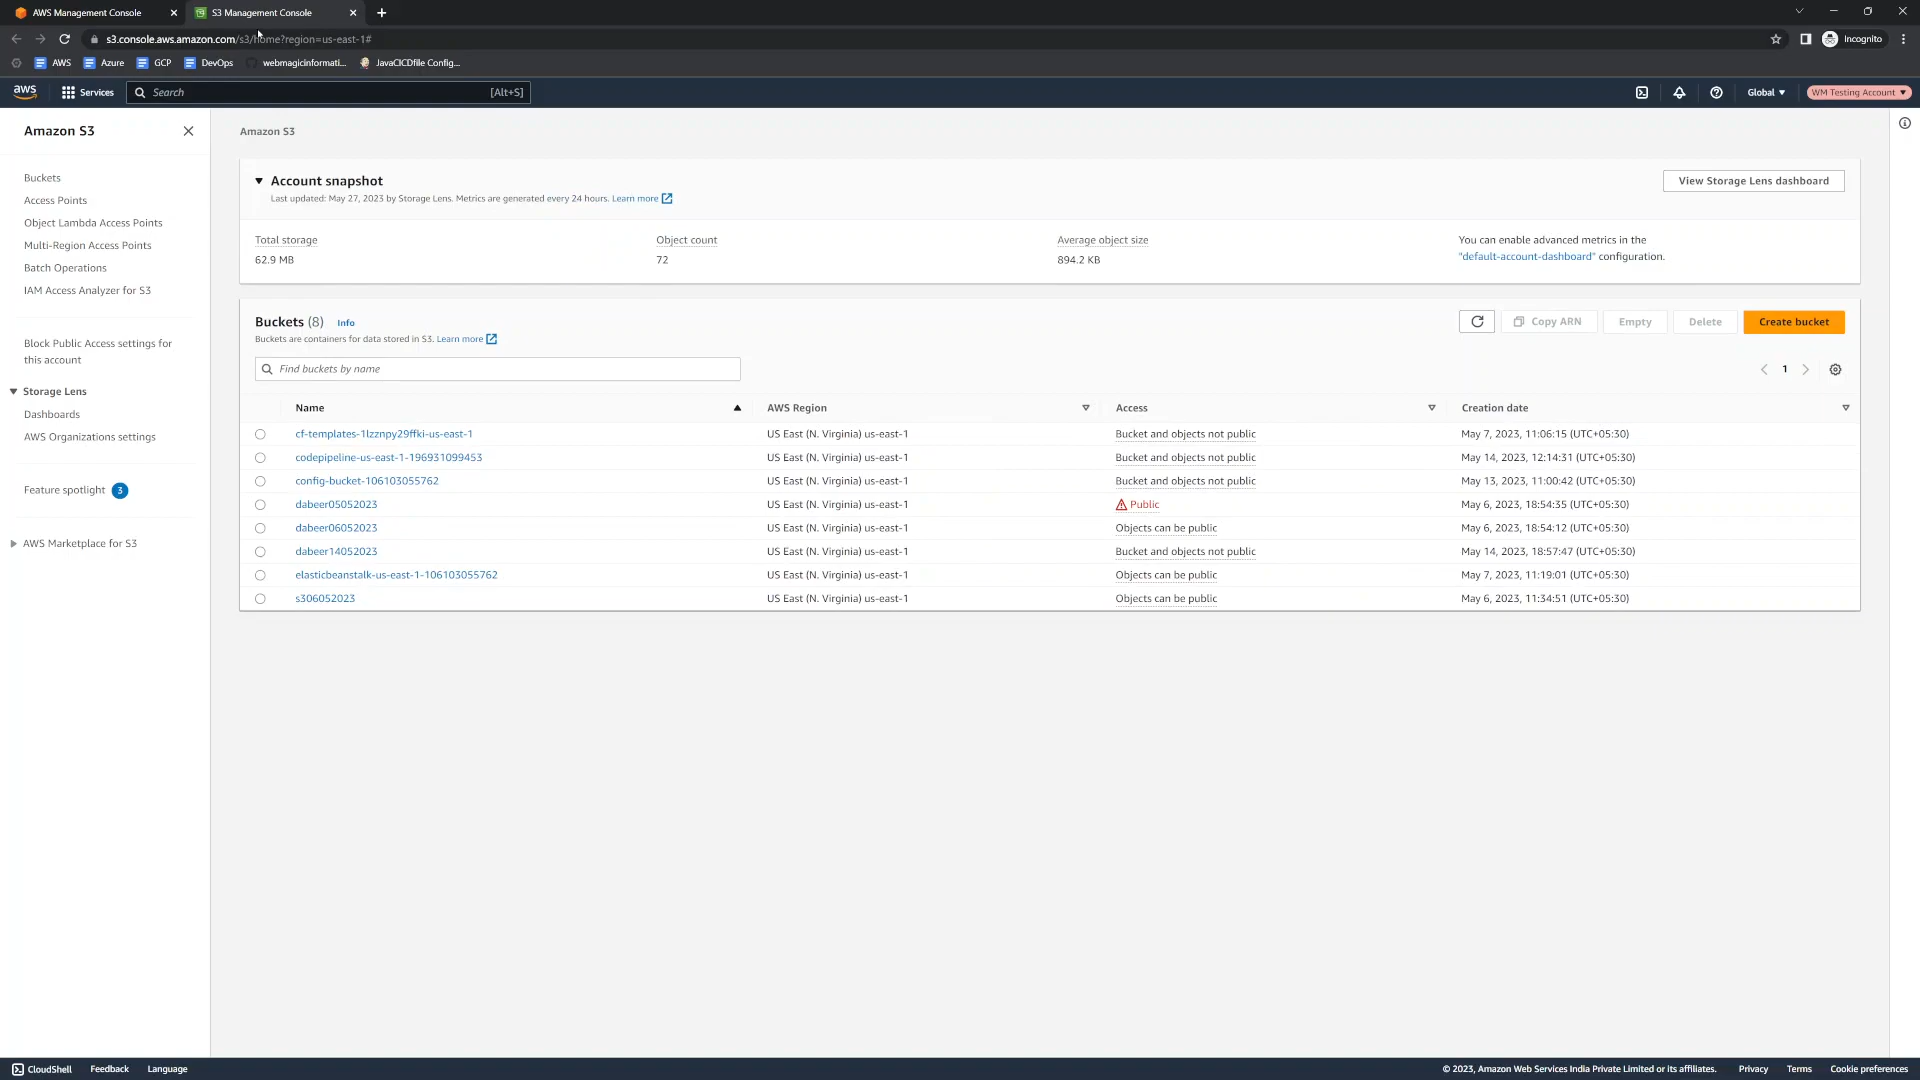 AWS Management Console
S3 Management Console
s3.console.aws.amazon.com/s3/home?region=us-east-1#
Incognito
AWS
Azure
GCP
DevOps
webmagicinformati...
JavaCICDfile Config...
aws
Services
Search
[Alt+S]
Global
WM Testing Account
Amazon S3
Buckets
Access Points
Object Lambda Access Points
Multi-Region Access Points
Batch Operations
IAM Access Analyzer for S3
Block Public Access settings for
this account
Storage Lens
Dashboards
AWS Organizations settings
Feature spotlight 3
AWS Marketplace for S3
Amazon S3
Account snapshot
Last updated: May 27, 2023 by Storage Lens. Metrics are generated every 24 hours. Learn more
View Storage Lens dashboard
Total storage
62.9 MB
Object count
72
Average object size
894.2 KB
You can enable advanced metrics in the
"default-account-dashboard" configuration.
Buckets (8) Info
Buckets are containers for data stored in S3. Learn more
Copy ARN
Empty
Delete
Create bucket
Find buckets by name
1
Name AWS Region Access Creation date
cf-templates-1lzznpy29ffki-us-east-1 US East (N. Virginia) us-east-1 Bucket and objects not public May 7, 2023, 11:06:15 (UTC+05:30)
codepipeline-us-east-1-196931099453 US East (N. Virginia) us-east-1 Bucket and objects not public May 14, 2023, 12:14:31 (UTC+05:30)
config-bucket-106103055762 US East (N. Virginia) us-east-1 Bucket and objects not public May 13, 2023, 11:00:42 (UTC+05:30)
dabeer05052023 US East (N. Virginia) us-east-1 Public May 6, 2023, 18:54:35 (UTC+05:30)
dabeer06052023 US East (N. Virginia) us-east-1 Objects can be public May 6, 2023, 18:54:12 (UTC+05:30)
dabeer14052023 US East (N. Virginia) us-east-1 Bucket and objects not public May 14, 2023, 18:57:47 (UTC+05:30)
elasticbeanstalk-us-east-1-106103055762 US East (N. Virginia) us-east-1 Objects can be public May 7, 2023, 11:19:01 (UTC+05:30)
s306052023 US East (N. Virginia) us-east-1 Objects can be public May 6, 2023, 11:34:51 (UTC+05:30)
CloudShell
Feedback
Language
© 2023, Amazon Web Services India Private Limited or its affiliates.
Privacy
Terms
Cookie preferences